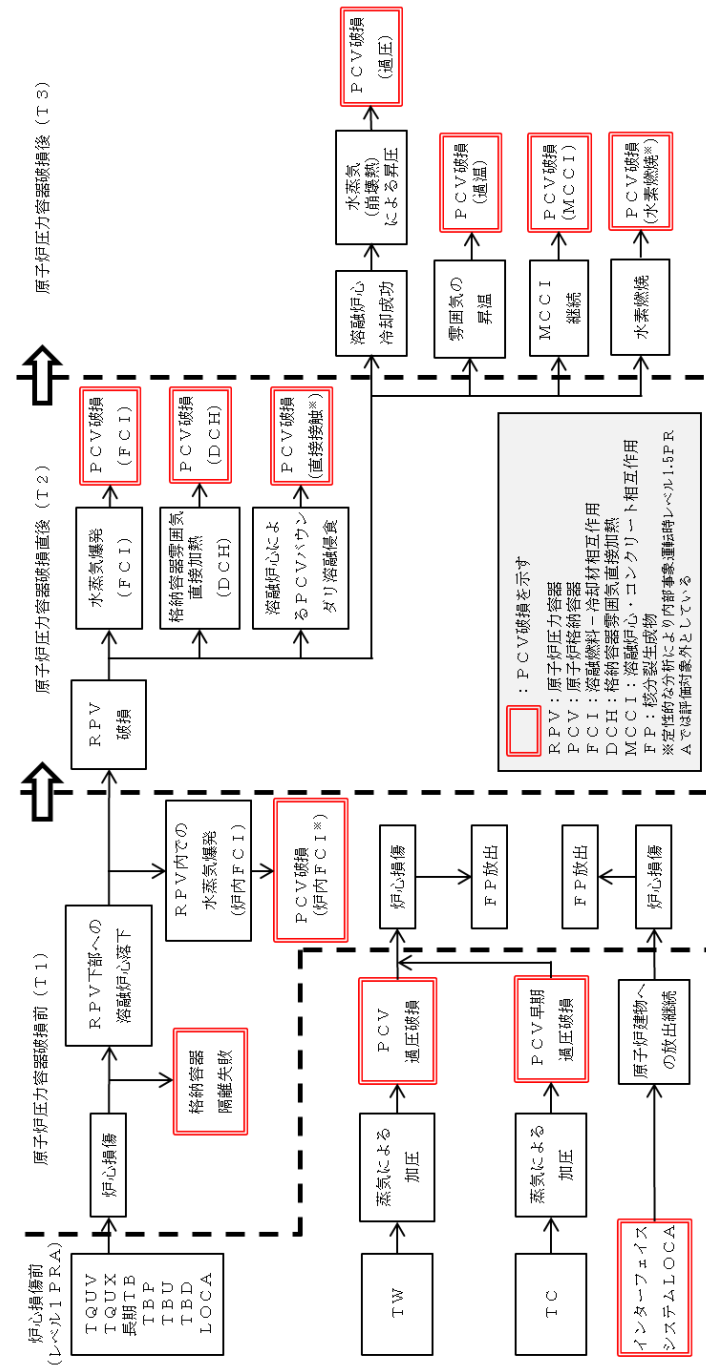 炉心損傷前
(レベル1PRA)
原子炉圧力容器破損前(T1)
原子炉圧力容器破損直後(T2)
原子炉圧力容器破損後(T3)
TQUV
TQUX
長期TB
TBP
TBU
TBD
LOCA
炉心損傷
格納容器
隔離失敗
RPV下部への
溶融炉心落下
RPV内での
水蒸気爆発
(炉内FCI)
PCV破損
(炉内FCI※)
RPV
破損
水蒸気爆発
(FCI)
PCV破損
(FCI)
格納容器雰囲気
直接加熱
(DCH)
PCV破損
(DCH)
溶融炉心によ
るPCVバウン
ダリ溶融侵食
PCV破損
(直接接触※)
溶融炉心
冷却成功
水蒸気
(崩壊熱)
による昇圧
PCV破損
(過圧)
雰囲気の
昇温
PCV破損
(過温)
MCCI
継続
PCV破損
(MCCI)
水素燃焼
PCV破損
(水素燃焼※)
TW
蒸気による
加圧
PCV
過圧破損
炉心損傷
FP放出
TC
蒸気による
加圧
PCV早期
過圧破損
インターフェイス
システムLOCA
原子炉建物へ
の放出継続
炉心損傷
FP放出
:PCV破損を示す
RPV:原子炉圧力容器
PCV:原子炉格納容器
FCI:溶融燃料-冷却材相互作用
DCH:格納容器雰囲気直接加熱
MCCI:溶融炉心・コンクリート相互作用
FP:核分裂生成物
※定性的な分析により内部事象運転時レベル1.5PR
Aでは評価対象外としている